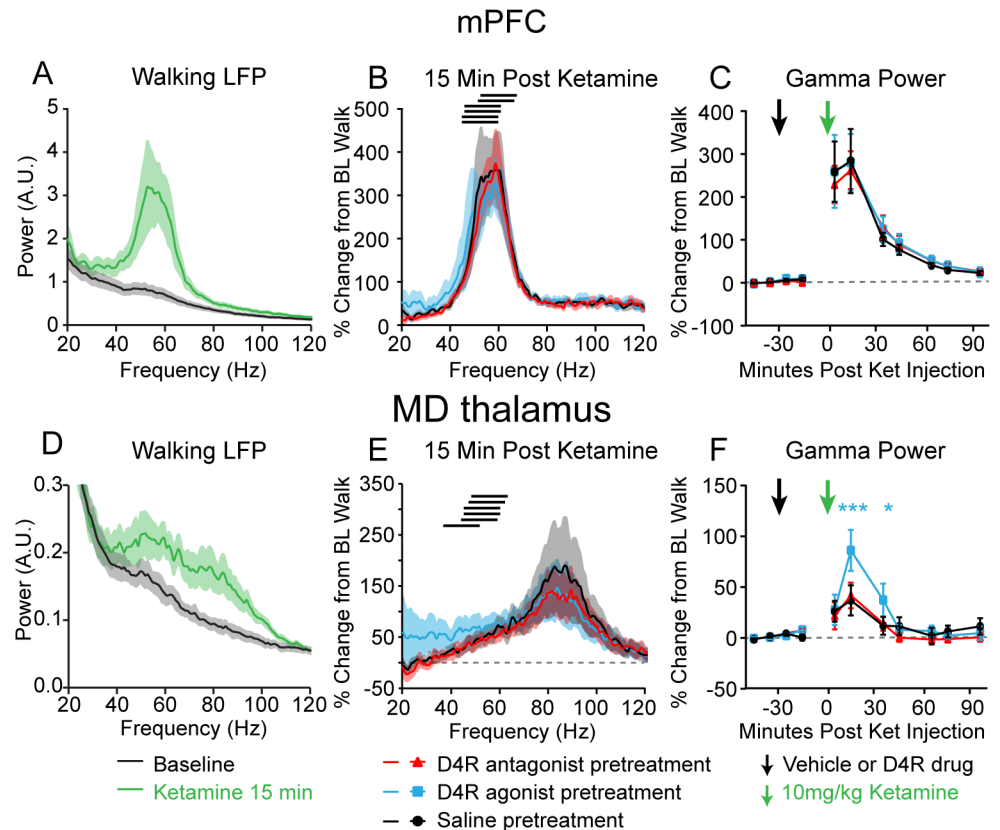 mPFC
A Walking LFP
Power (A.U.)
5
4
3
2
1
0
20 40 60 80 100 120
Frequency (Hz)
B 15 Min Post Ketamine
% Change from BL Walk
500
400
300
200
100
0
20 40 60 80 100 120
Frequency (Hz)
C Gamma Power
% Change from BL Walk
400
300
200
100
0
-100
-30 0 30 60 90
Minutes Post Ket Injection
MD thalamus
D Walking LFP
Power (A.U.)
0.3
0.2
0.1
0.0
20 40 60 80 100 120
Frequency (Hz)
E 15 Min Post Ketamine
% Change from BL Walk
350
250
150
50
-50
20 40 60 80 100 120
Frequency (Hz)
F Gamma Power
% Change from BL Walk
150
100
50
0
-50
*** *
-30 0 30 60 90
Minutes Post Ket Injection
Baseline
Ketamine 15 min
D4R antagonist pretreatment
D4R agonist pretreatment
Saline pretreatment
Vehicle or D4R drug
10mg/kg Ketamine